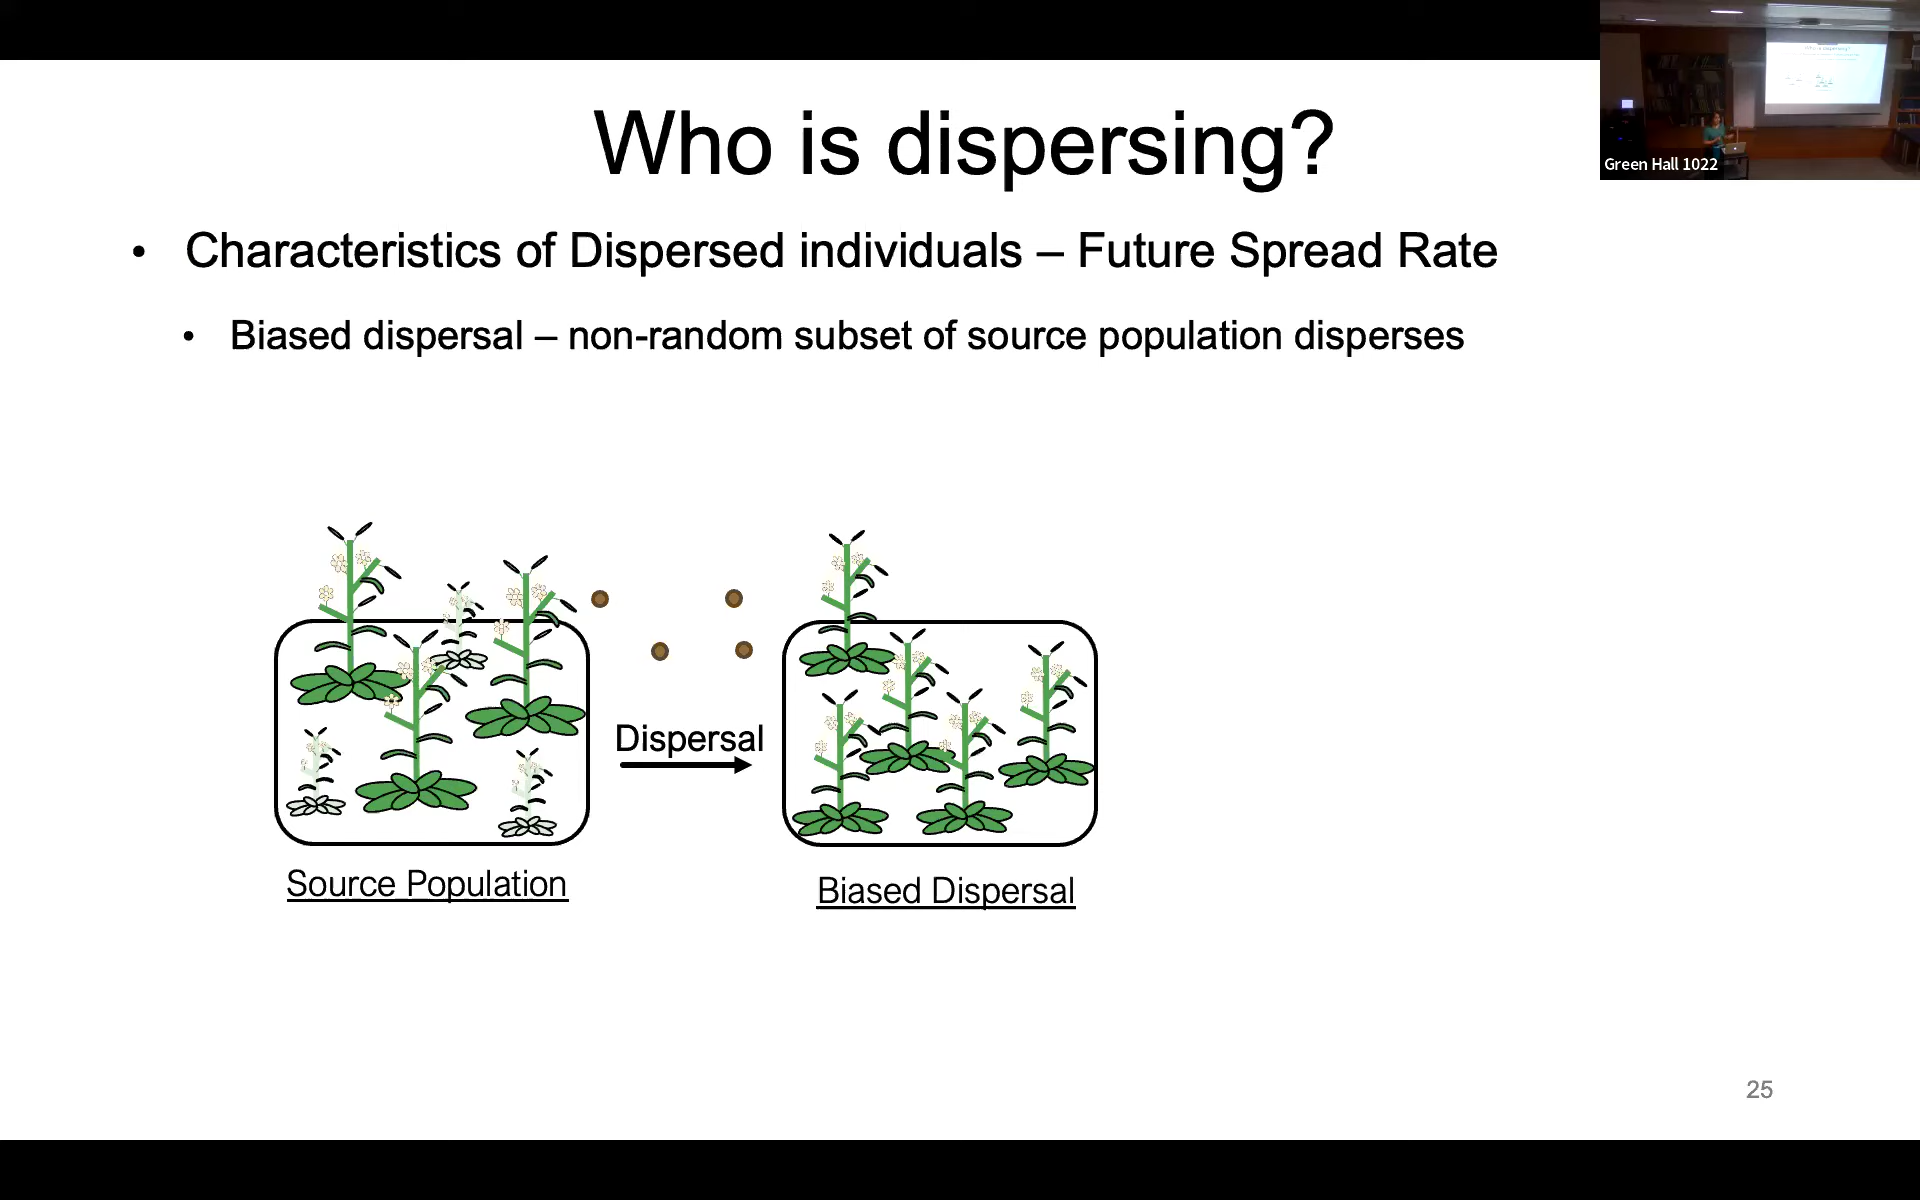 Who is dispersing?
Green Hall 1022
• Characteristics of Dispersed individuals – Future Spread Rate
• Biased dispersal – non-random subset of source population disperses
Dispersal
Source Population
Biased Dispersal
25